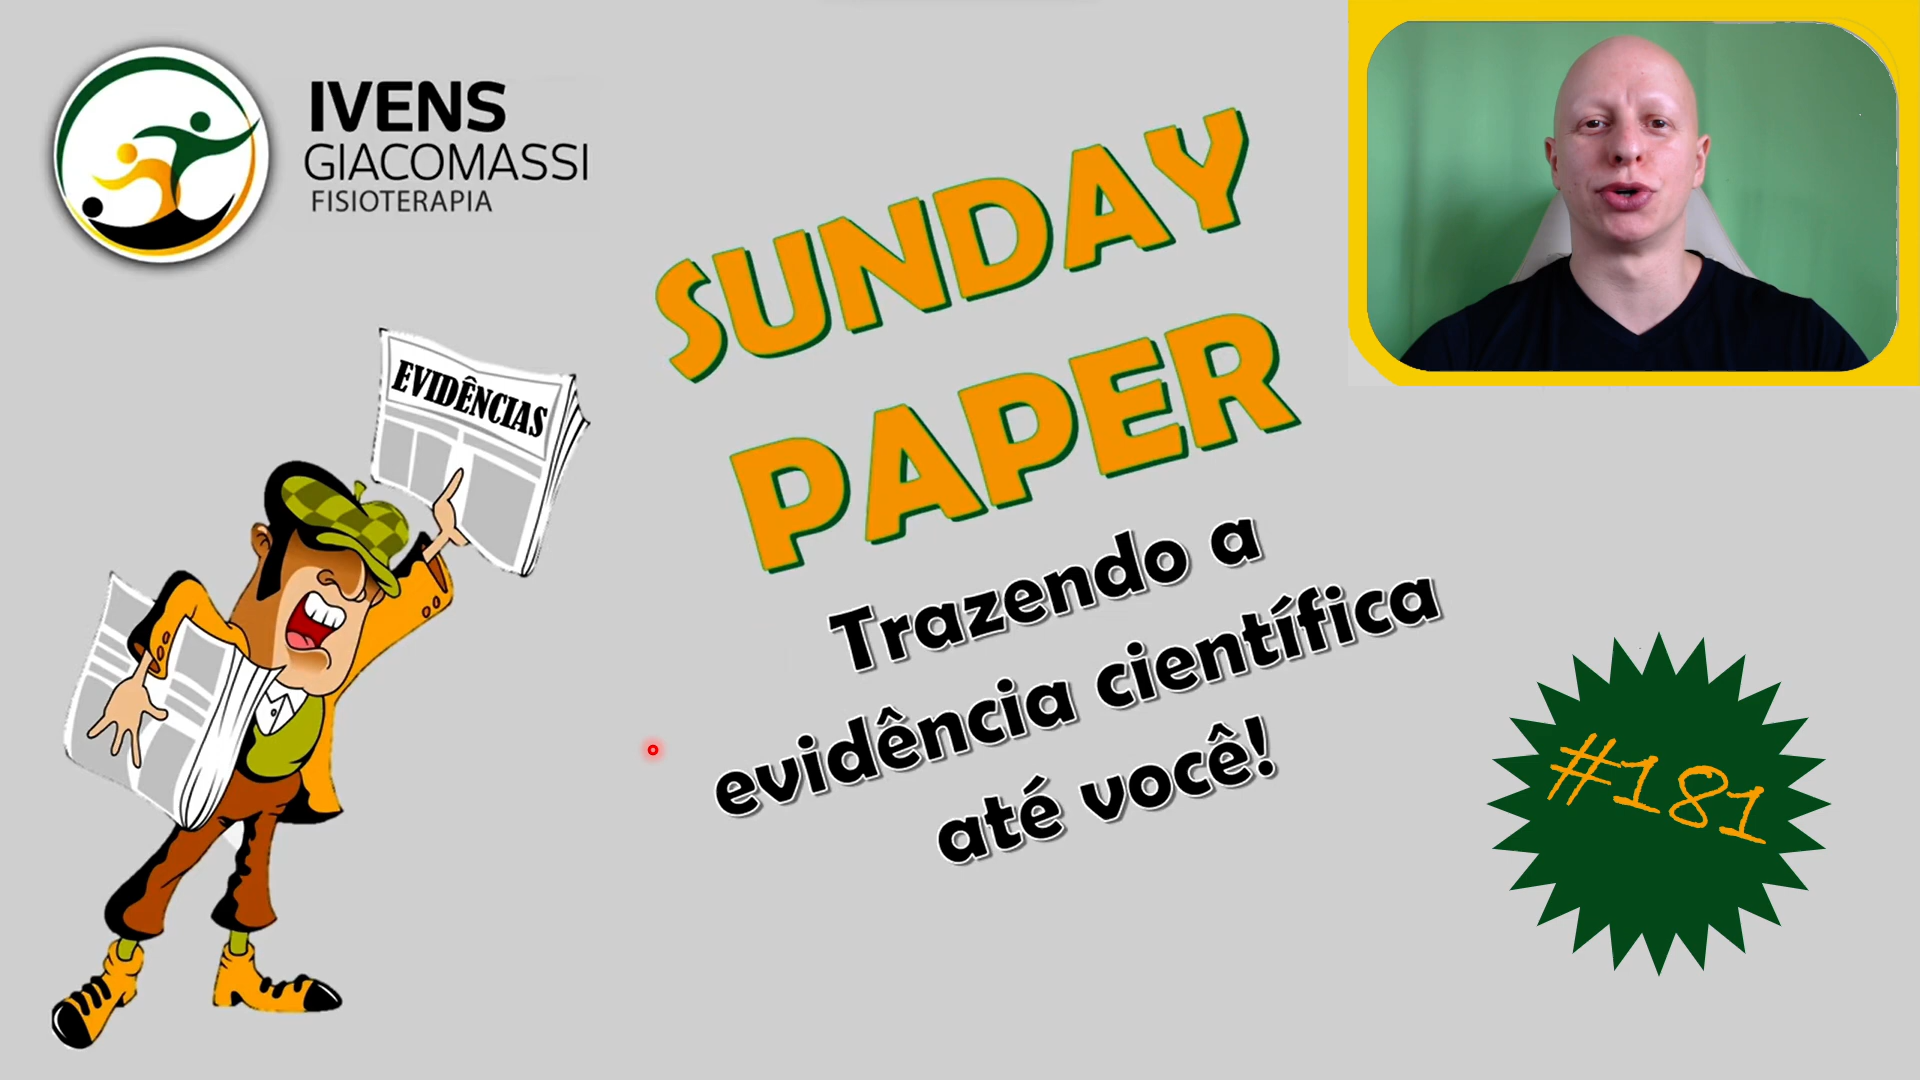 IVENS
GIACOMASSI
FISIOTERAPIA
SUNDAY
PAPER
EVIDÊNCIAS
Trazendo a
evidência científica
até você!
#181